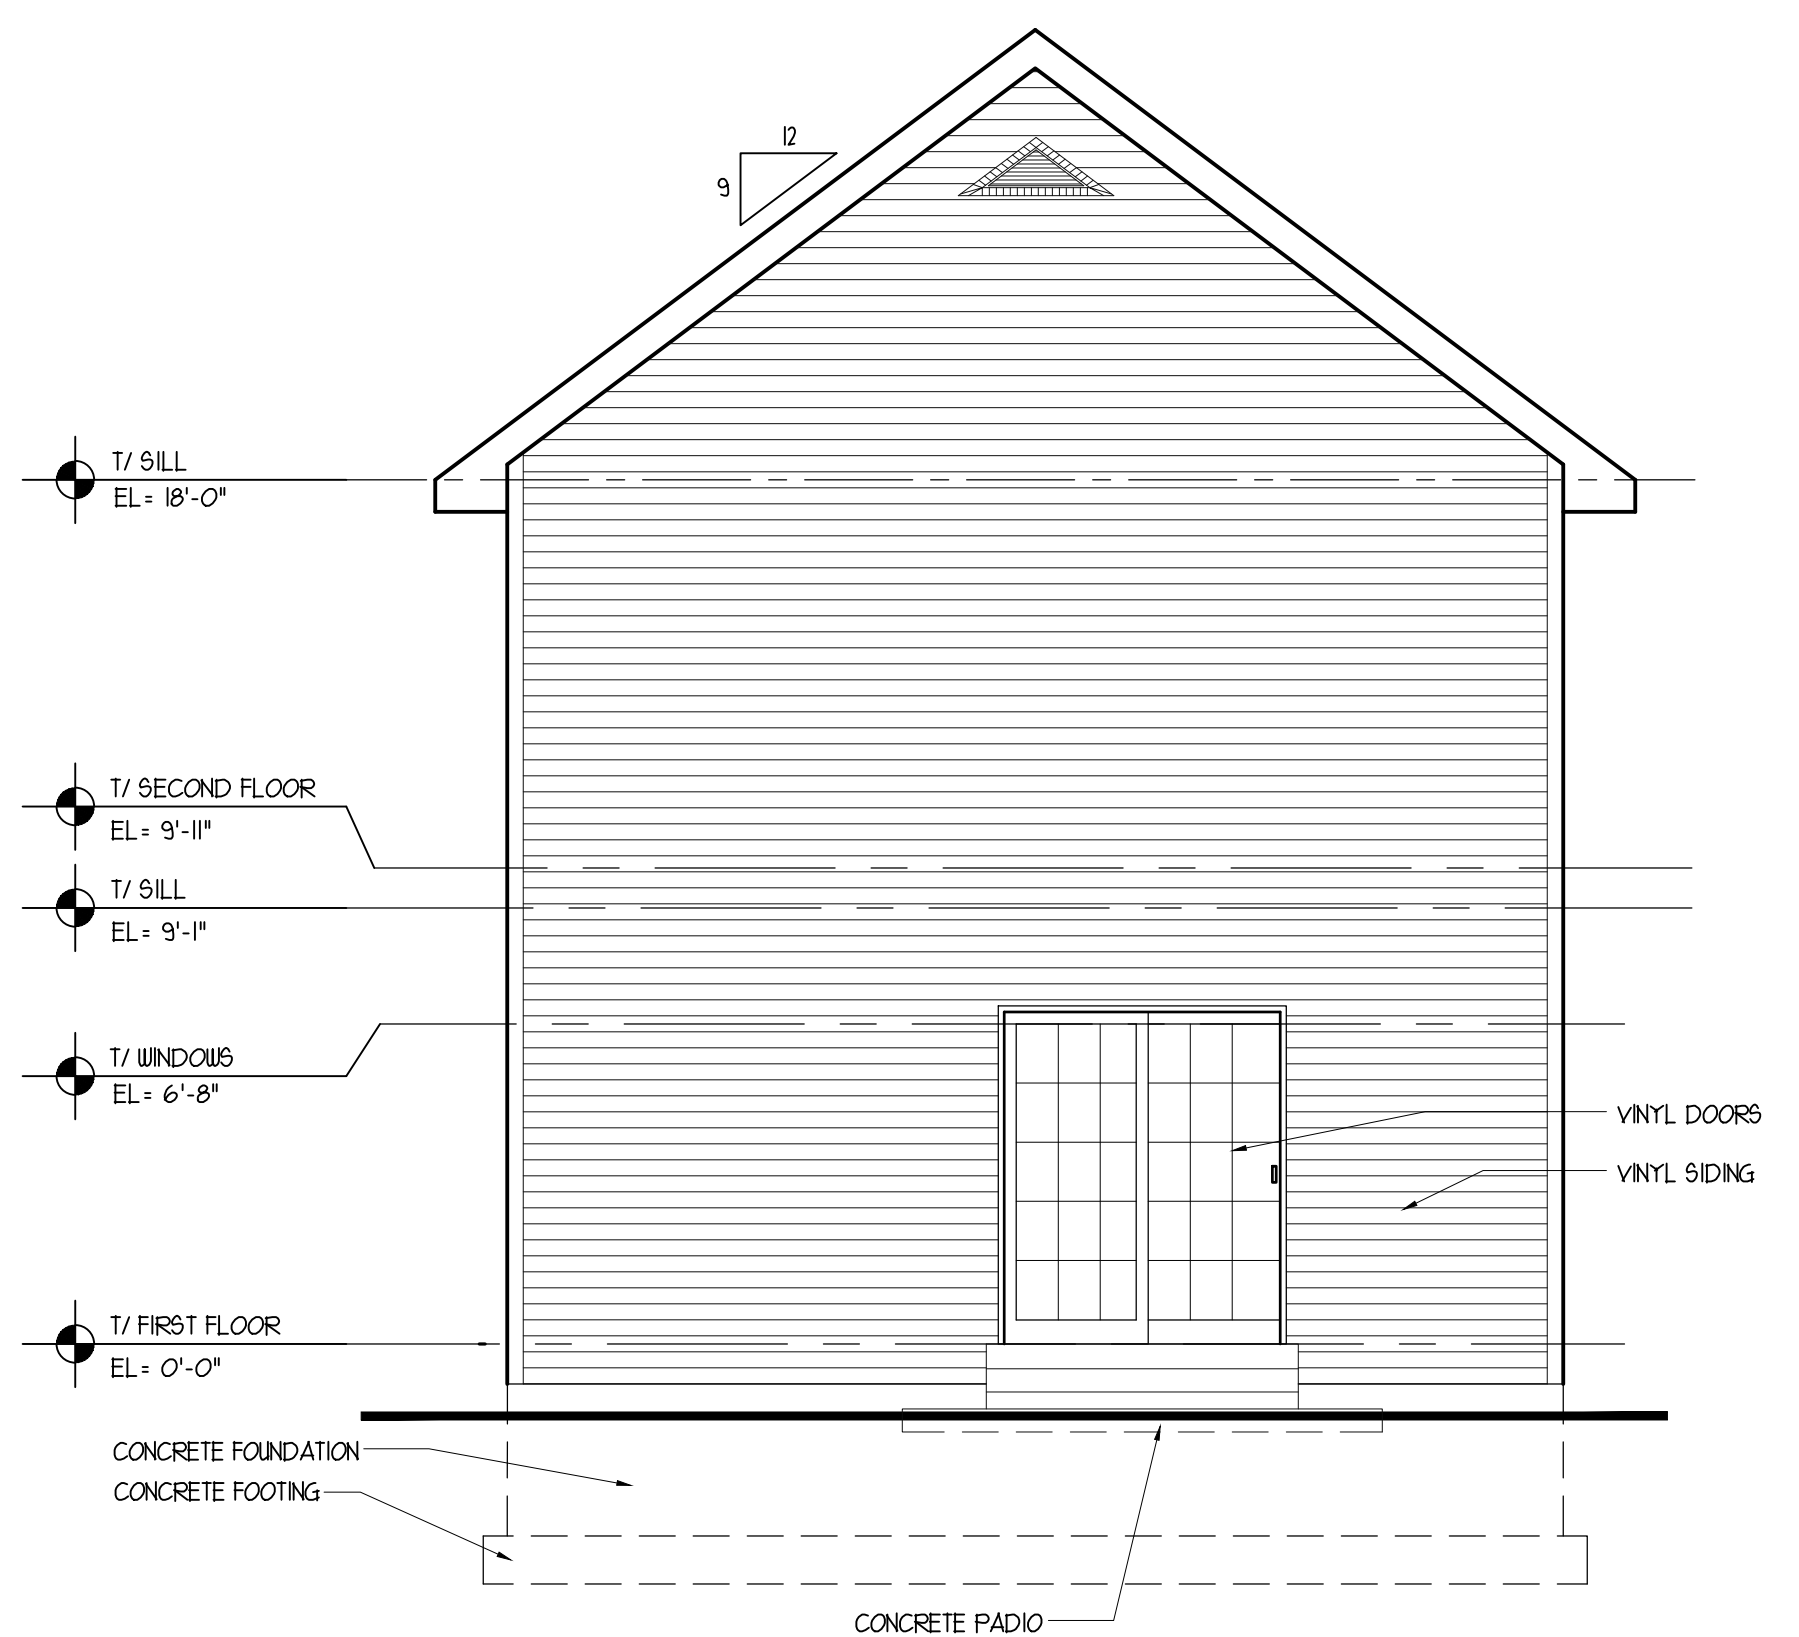 12
9
T/ SILL
EL= 18'-0"
T/ SECOND FLOOR
EL= 9'-11"
T/ SILL
EL= 9'-1"
T/ WINDOWS
EL= 6'-8"
VINYL DOORS
VINYL SIDING
T/ FIRST FLOOR
EL= 0'-0"
CONCRETE FOUNDATION
CONCRETE FOOTING
CONCRETE PADIO